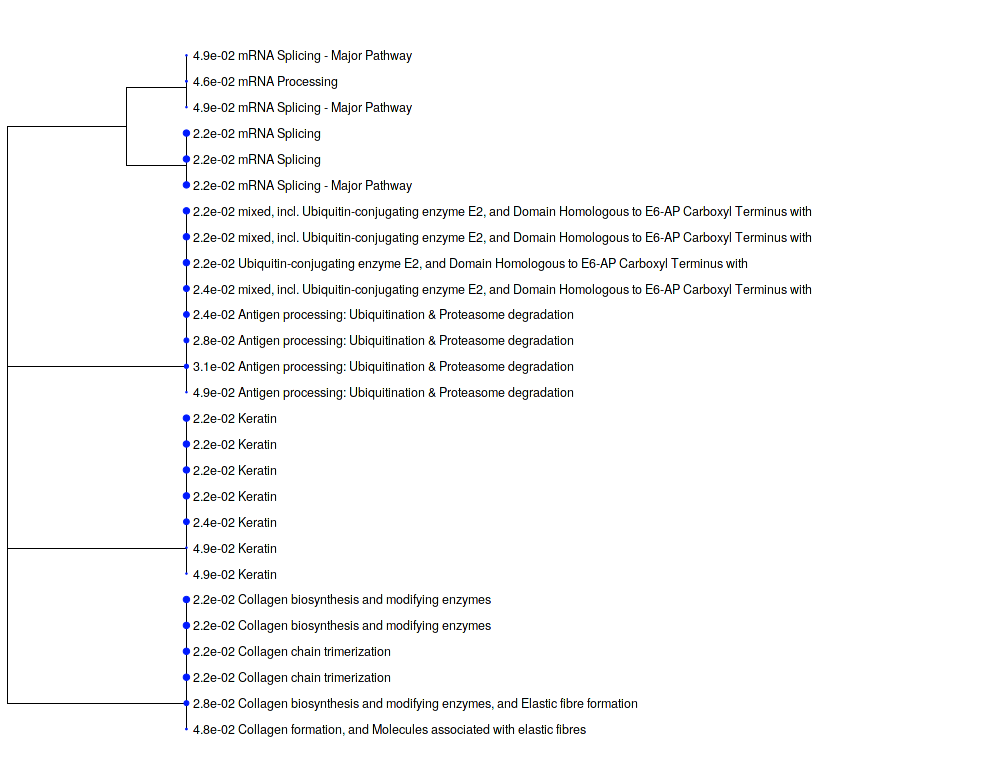 4.9e-02 mRNA Splicing - Major Pathway
4.6e-02 mRNA Processing
4.9e-02 mRNA Splicing - Major Pathway
2.2e-02 mRNA Splicing
2.2e-02 mRNA Splicing
2.2e-02 mRNA Splicing - Major Pathway
2.2e-02 mixed, incl. Ubiquitin-conjugating enzyme E2, and Domain Homologous to E6-AP Carboxyl Terminus with
2.2e-02 mixed, incl. Ubiquitin-conjugating enzyme E2, and Domain Homologous to E6-AP Carboxyl Terminus with
2.2e-02 Ubiquitin-conjugating enzyme E2, and Domain Homologous to E6-AP Carboxyl Terminus with
2.4e-02 mixed, incl. Ubiquitin-conjugating enzyme E2, and Domain Homologous to E6-AP Carboxyl Terminus with
2.4e-02 Antigen processing: Ubiquitination & Proteasome degradation
2.8e-02 Antigen processing: Ubiquitination & Proteasome degradation
3.1e-02 Antigen processing: Ubiquitination & Proteasome degradation
4.9e-02 Antigen processing: Ubiquitination & Proteasome degradation
2.2e-02 Keratin
2.2e-02 Keratin
2.2e-02 Keratin
2.2e-02 Keratin
2.4e-02 Keratin
4.9e-02 Keratin
4.9e-02 Keratin
2.2e-02 Collagen biosynthesis and modifying enzymes
2.2e-02 Collagen biosynthesis and modifying enzymes
2.2e-02 Collagen chain trimerization
2.2e-02 Collagen chain trimerization
2.8e-02 Collagen biosynthesis and modifying enzymes, and Elastic fibre formation
4.8e-02 Collagen formation, and Molecules associated with elastic fibres